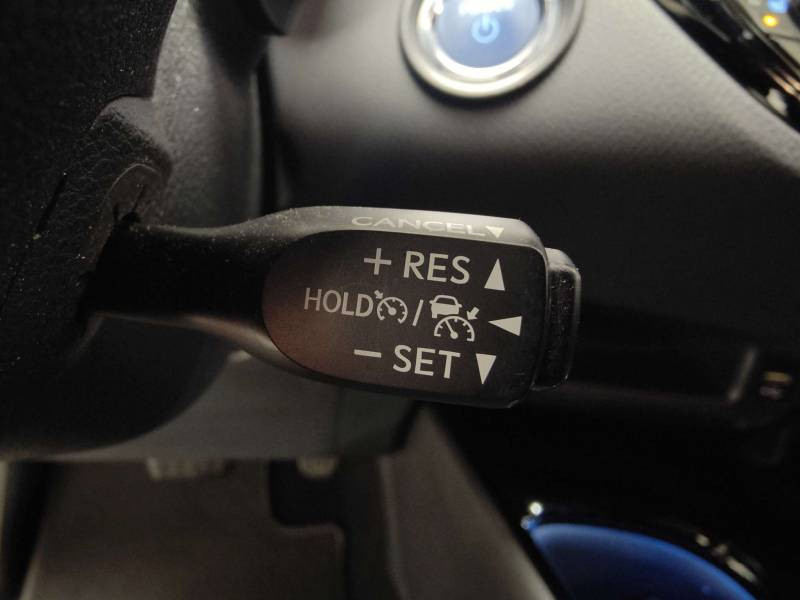 CANCEL▼
+ RES ▲
HOLD / ◀
− SET ▼